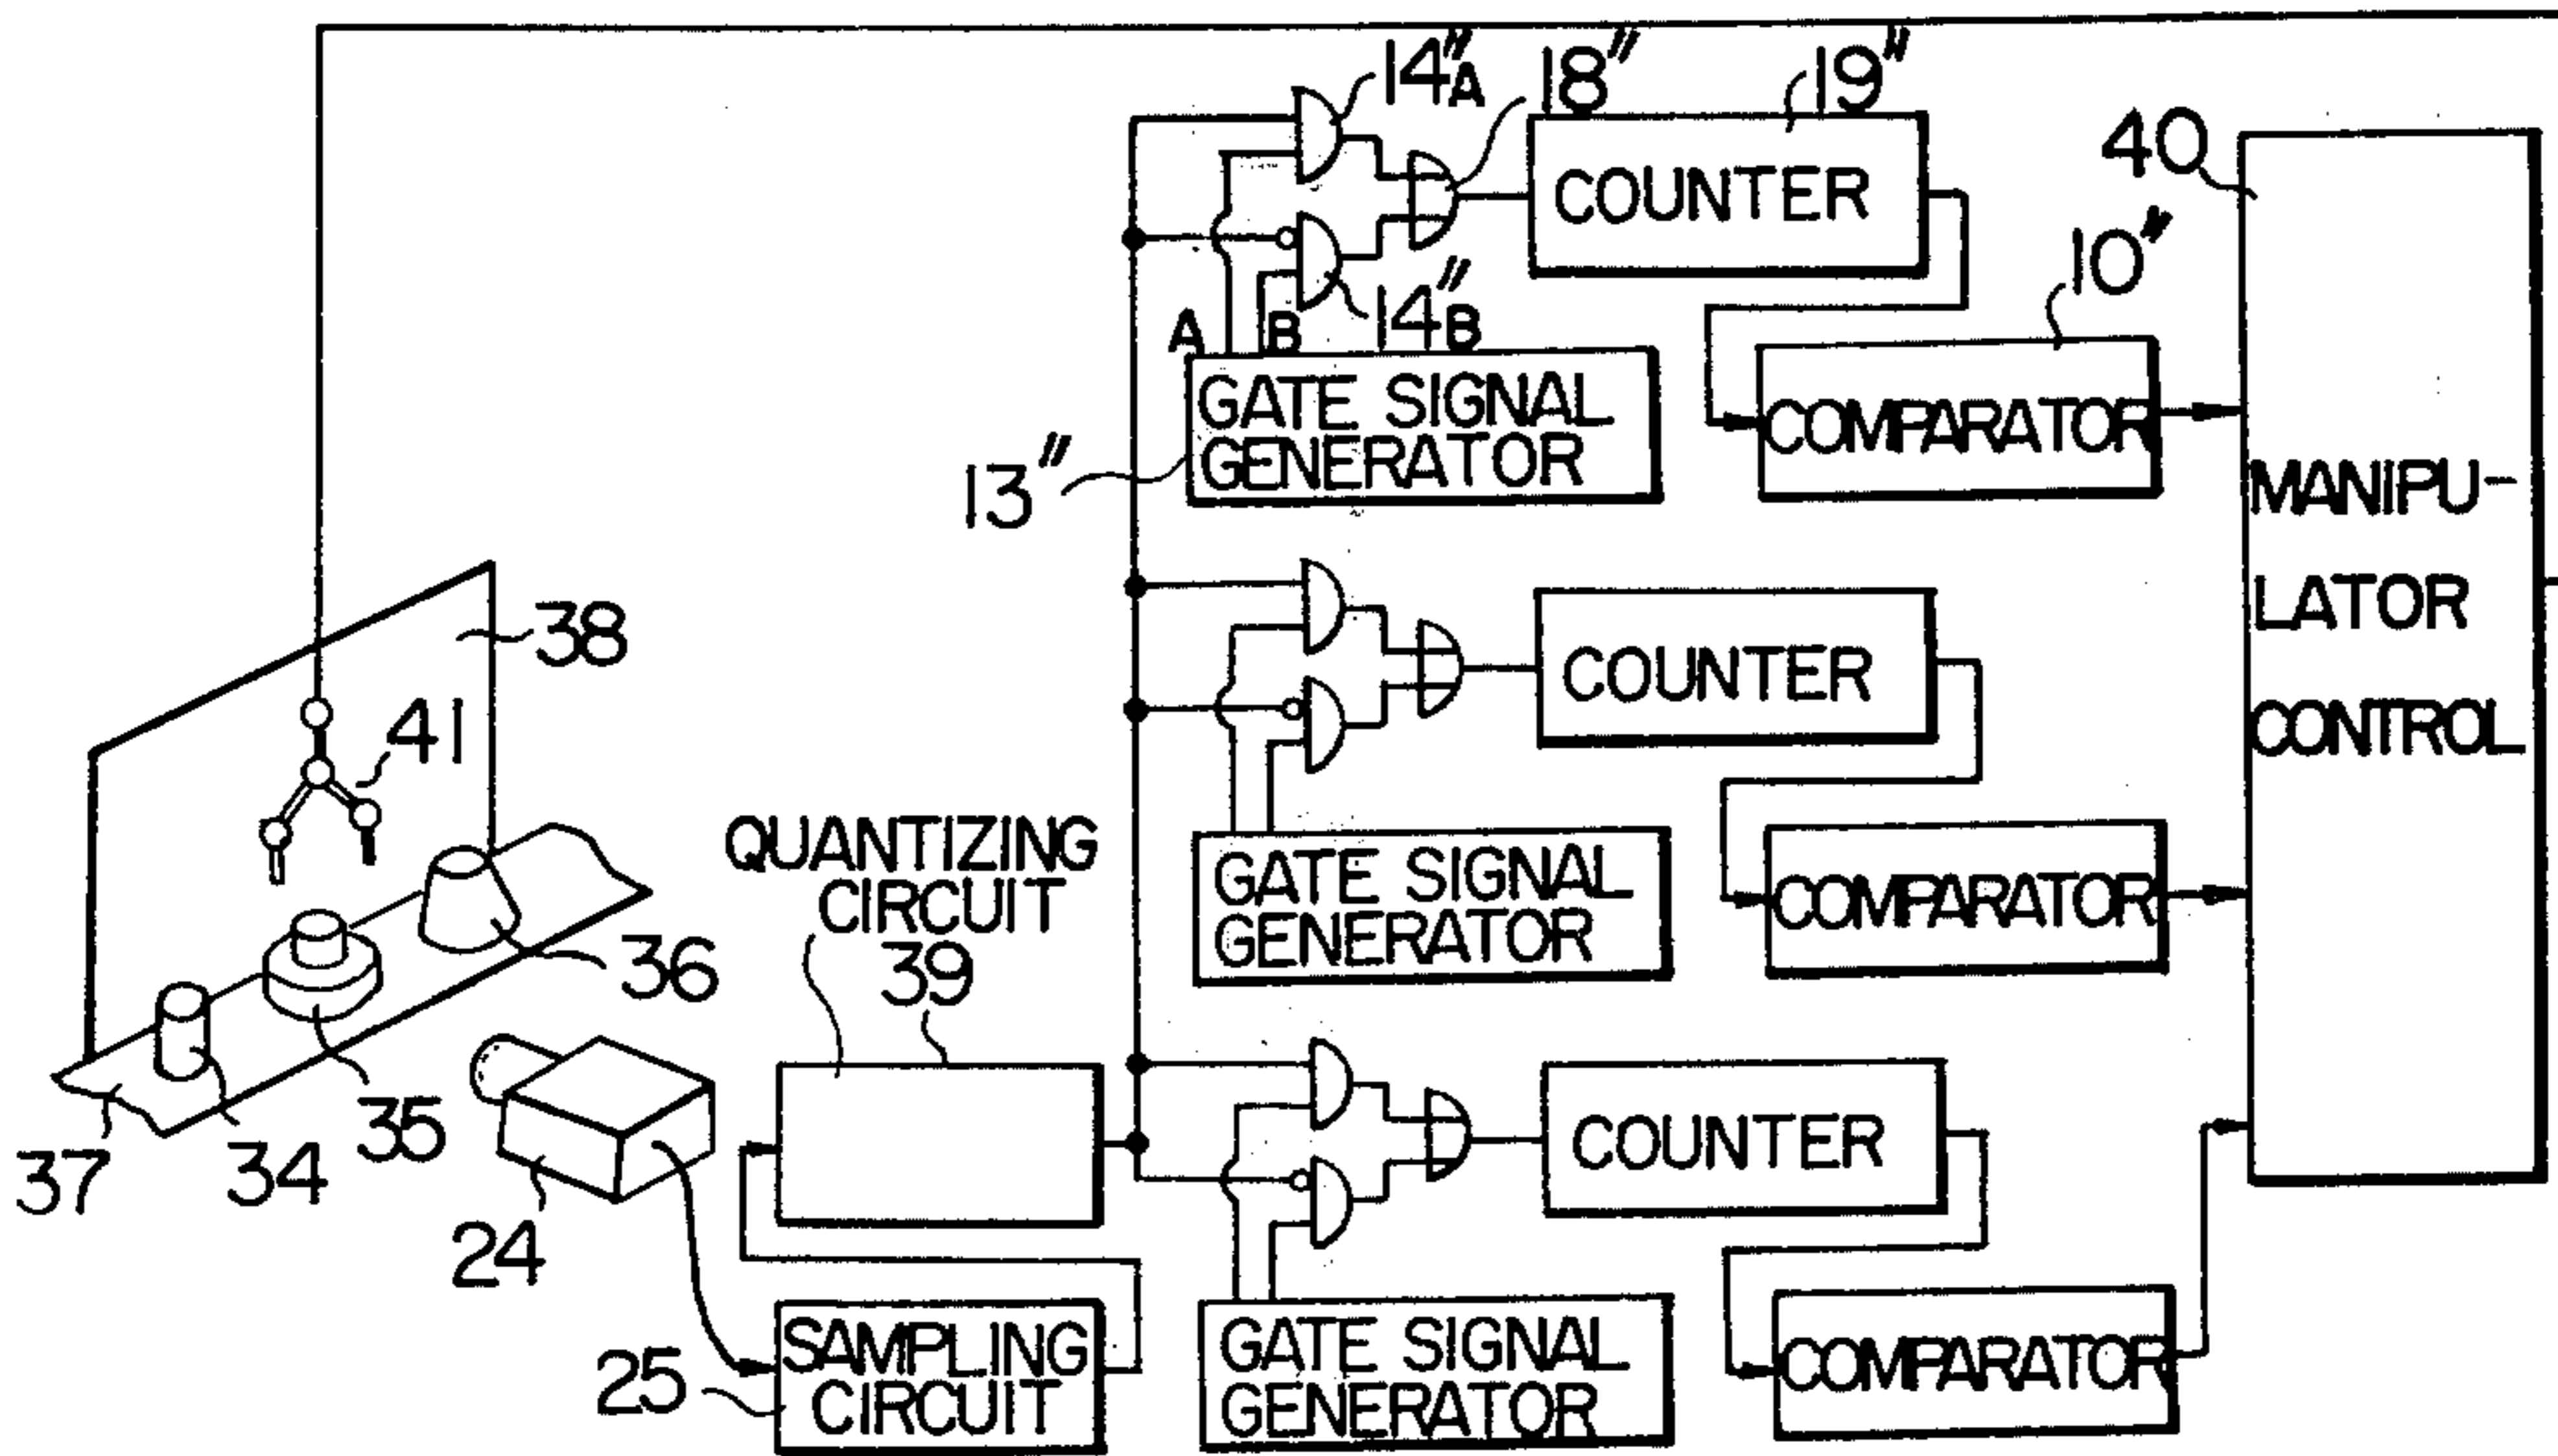 14"A
18"
19"
COUNTER
40
10"
14"B
A
B
GATE SIGNAL
GENERATOR
COMPARATOR
13"
MANIPU-
LATOR
CONTROL
38
COUNTER
41
QUANTIZING
CIRCUIT
39
GATE SIGNAL
GENERATOR
COMPARATOR
36
35
34
37
24
COUNTER
SAMPLING
CIRCUIT
25
GATE SIGNAL
GENERATOR
COMPARATOR